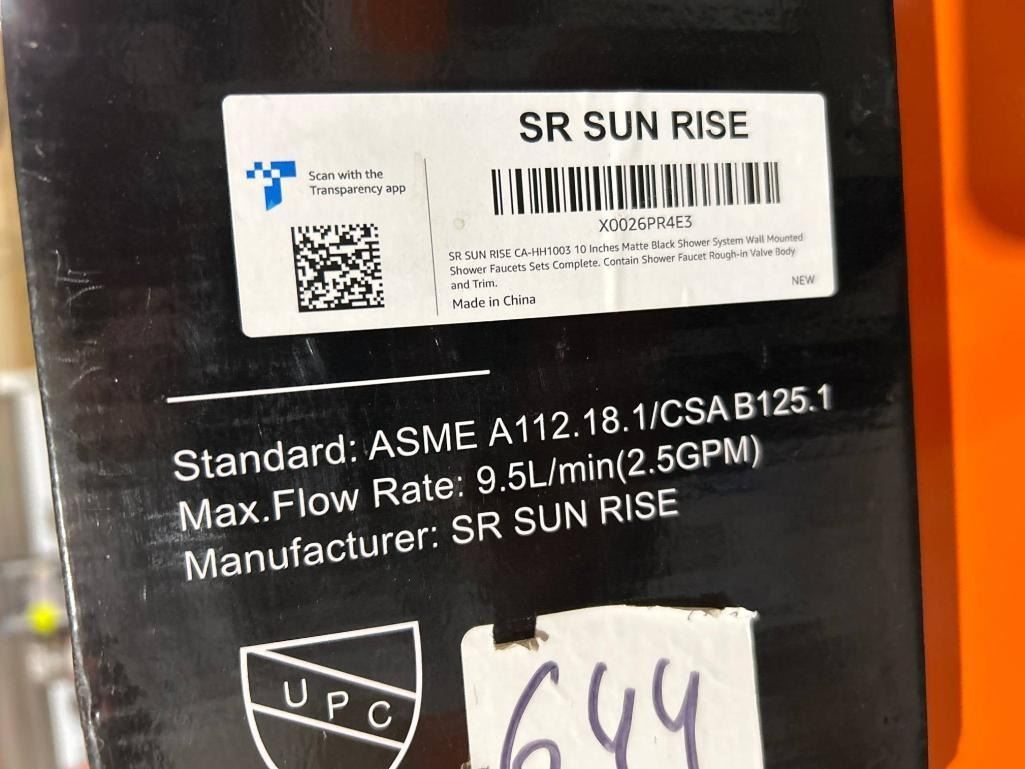 SR SUN RISE
Scan with the
Transparency app
X0026PR4E3
SR SUN RISE CA-HH1003 10 Inches Matte Black Shower System Wall Mounted
Shower Faucets Sets Complete. Contain Shower Faucet Rough-in Valve Body
and Trim.
NEW
Made in China
Standard: ASME A112.18.1/CSA B125.1
Max.Flow Rate: 9.5L/min(2.5GPM)
Manufacturer: SR SUN RISE
UPC
644